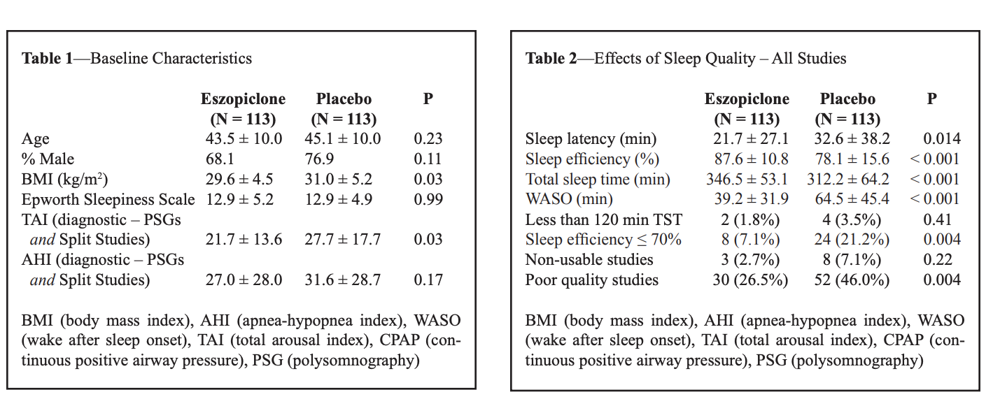 Table 1—Baseline Characteristics
Eszopiclone Placebo P
(N = 113) (N = 113)
Age 43.5 ± 10.0 45.1 ± 10.0 0.23
% Male 68.1 76.9 0.11
BMI (kg/m²) 29.6 ± 4.5 31.0 ± 5.2 0.03
Epworth Sleepiness Scale 12.9 ± 5.2 12.9 ± 4.9 0.99
TAI (diagnostic – PSGs
and Split Studies) 21.7 ± 13.6 27.7 ± 17.7 0.03
AHI (diagnostic – PSGs
and Split Studies) 27.0 ± 28.0 31.6 ± 28.7 0.17
BMI (body mass index), AHI (apnea-hypopnea index), WASO
(wake after sleep onset), TAI (total arousal index), CPAP (con-
tinuous positive airway pressure), PSG (polysomnography)
Table 2—Effects of Sleep Quality – All Studies
Eszopiclone Placebo P
(N = 113) (N = 113)
Sleep latency (min) 21.7 ± 27.1 32.6 ± 38.2 0.014
Sleep efficiency (%) 87.6 ± 10.8 78.1 ± 15.6 < 0.001
Total sleep time (min) 346.5 ± 53.1 312.2 ± 64.2 < 0.001
WASO (min) 39.2 ± 31.9 64.5 ± 45.4 < 0.001
Less than 120 min TST 2 (1.8%) 4 (3.5%) 0.41
Sleep efficiency ≤ 70% 8 (7.1%) 24 (21.2%) 0.004
Non-usable studies 3 (2.7%) 8 (7.1%) 0.22
Poor quality studies 30 (26.5%) 52 (46.0%) 0.004
BMI (body mass index), AHI (apnea-hypopnea index), WASO
(wake after sleep onset), TAI (total arousal index), CPAP (con-
tinuous positive airway pressure), PSG (polysomnography)